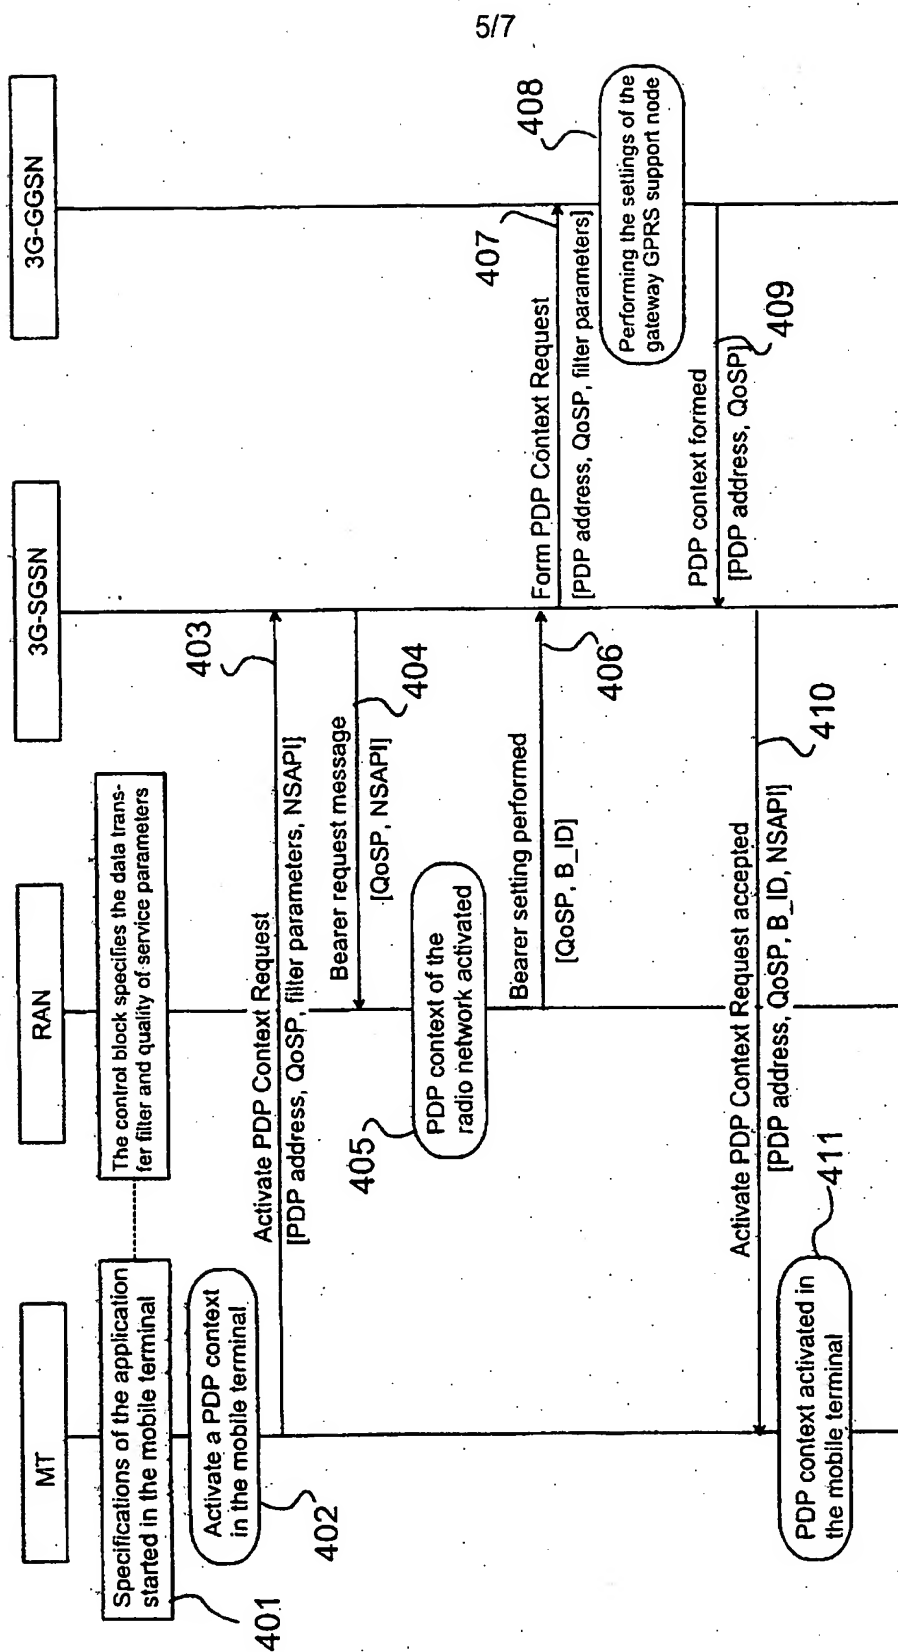 5/7
MT
RAN
3G-SGSN
3G-GGSN
Specifications of the application
started in the mobile terminal
The control block specifies the data trans-
fer filter and quality of service parameters
401
Activate a PDP context
in the mobile terminal
402
Activate PDP Context Request
[PDP address, QoSP, filter parameters, NSAPI]
403
Bearer request message
[QoSP, NSAPI]
404
PDP context of the
radio network activated
405
Bearer setting performed
[QoSP, B_ID]
406
Form PDP Context Request
[PDP address, QoSP, filter parameters]
407
Performing the settings of the
gateway GPRS support node
408
PDP context formed
[PDP address, QoSP]
409
Activate PDP Context Request accepted
[PDP address, QoSP, B_ID, NSAPI]
410
PDP context activated in
the mobile terminal
411